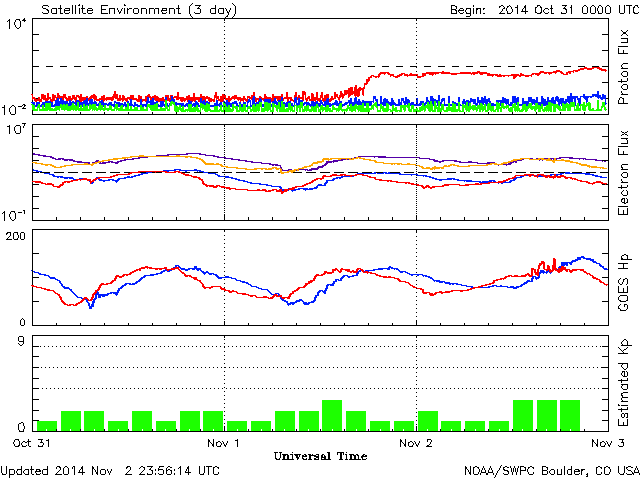 Satellite Environment (3 day) Begin: 2014 Oct 31 0000 UTC
10^4
10^-2
Proton Flux
10^7
10^-1
Electron Flux
200
0
GOES Hp
9
0
Estimated Kp
Oct 31 Nov 1 Nov 2 Nov 3
Universal Time
Updated 2014 Nov 2 23:56:14 UTC NOAA/SWPC Boulder, CO USA